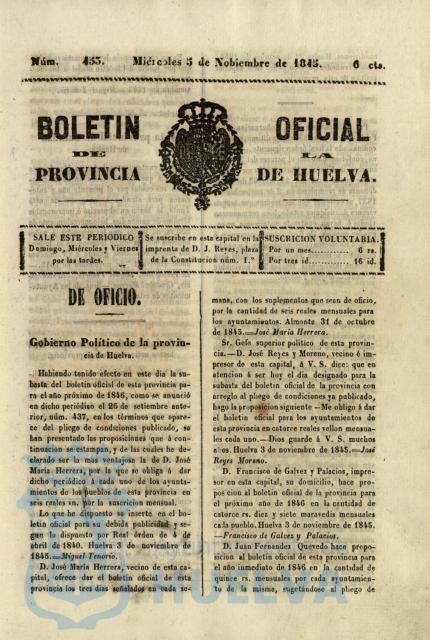 Núm. 455. Miércoles 5 de Nobiembre de 1845. 6 cts.
BOLETIN OFICIAL
DE LA
PROVINCIA DE HUELVA.
SALE ESTE PERIODICO
Domingo, Miércoles y Viernes
por las tardes.
Se suscribe en esta capital en la
imprenta de D. J. Reyes, plaza
de la Constitucion núm. 1.º
SUSCRICION VOLUNTARIA.
Por un mes............ 6 rs.
Por tres id. ........... 16 id.
DE OFICIO.
Gobierno Político de la provin-
cia de Huelva.
Habiendo tenido efecto en este dia la su-
basta del boletin oficial de esta provincia pa-
ra el año próximo de 1846, como se anunció
en dicho periódico el 26 de setiembre ante-
rior, núm. 437, en los términos que apare-
ce del pliego de condiciones publicado, so
han presentado las proposiciones que á con-
tinuacion se estampan, y de las cuales he de-
clarado ser la mas ventajosa la de D. José
María Herrera, por la que se obliga á dar
dicho periódico á cada uno de los ayunta-
mientos de los pueblos de esta provincia en
seis reales vn. por la suscricion mensual.
Lo que he dispuesto se inserte en el bo-
letin oficial para su debida publicidad y se-
gun lo dispuesto por Real órden de 4 de
abril de 1840. Huelva 3 de noviembre de
1845.—Miguel Tenorio.
D. José María Herrera, vecino de esta ca-
pital, ofrece dar el boletin oficial de esta
provincia los tres dias señalados en cada se-
mana, con los suplementos que sean de oficio,
por la cantidad de seis reales mensuales para
los ayuntamientos. Almonte 31 de octubre
de 1845.—José María Herrera.
Sr. Gefe superior político de esta provin-
cia.—D. José Reyes y Moreno, vecino é im-
presor de esta capital, á V. S. dice: que en
atencion á ser hoy el dia designado para la
subasta del boletin oficial de la provincia con
arreglo al pliego de condiciones ya publicado,
hago la proposicion siguiente —Me obligo á dar
el boletin oficial para los ayuntamientos de
esta provincia en catorce reales vellon mensua-
les cada uno.—Dios guarde á V. S. muchos
años. Huelva 3 de noviembre de 1845.—José
Reyes Moreno.
D. Francisco de Galvez y Palacios, impre-
sor en esta capital, su domicilio, hace pro-
posicion al boletin oficial de la provincia para
el próximo año de 1846 en la cantidad de
catorce rs. diez y siete maravedis mensuales
cada pueblo. Huelva 3 de noviembre de 1845.
—Francisco de Galvez y Palacios.
D. Juan Fernandez Quevedo hace propo-
sicion al boletin oficial de esta provincia para
el año inmediato de 1846 en la cantidad de
quince rs. mensuales por cada ayuntamien-
to de la misma, sugetándose al pliego de
HUELVA